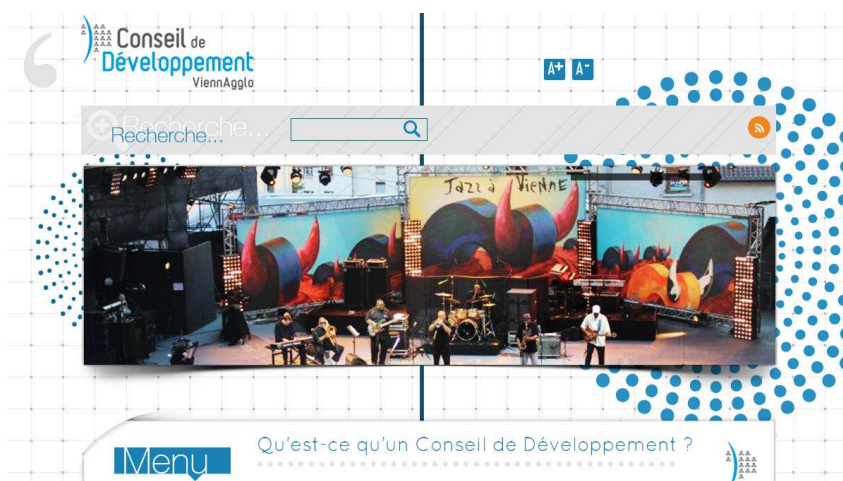 Conseil de
Développement
ViennAgglo
A+ A-
Recherche...
Recherche...
Jazz à Vienne
Menu
Qu'est-ce qu'un Conseil de Développement ?